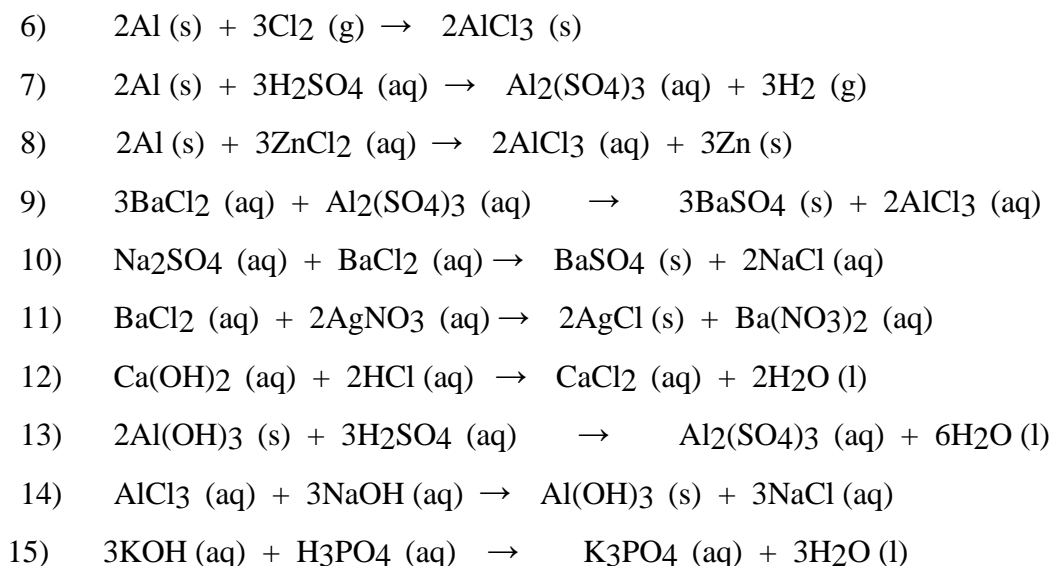 6) 2Al (s) + 3Cl2 (g) → 2AlCl3 (s)
7) 2Al (s) + 3H2SO4 (aq) → Al2(SO4)3 (aq) + 3H2 (g)
8) 2Al (s) + 3ZnCl2 (aq) → 2AlCl3 (aq) + 3Zn (s)
9) 3BaCl2 (aq) + Al2(SO4)3 (aq) → 3BaSO4 (s) + 2AlCl3 (aq)
10) Na2SO4 (aq) + BaCl2 (aq) → BaSO4 (s) + 2NaCl (aq)
11) BaCl2 (aq) + 2AgNO3 (aq) → 2AgCl (s) + Ba(NO3)2 (aq)
12) Ca(OH)2 (aq) + 2HCl (aq) → CaCl2 (aq) + 2H2O (l)
13) 2Al(OH)3 (s) + 3H2SO4 (aq) → Al2(SO4)3 (aq) + 6H2O (l)
14) AlCl3 (aq) + 3NaOH (aq) → Al(OH)3 (s) + 3NaCl (aq)
15) 3KOH (aq) + H3PO4 (aq) → K3PO4 (aq) + 3H2O (l)